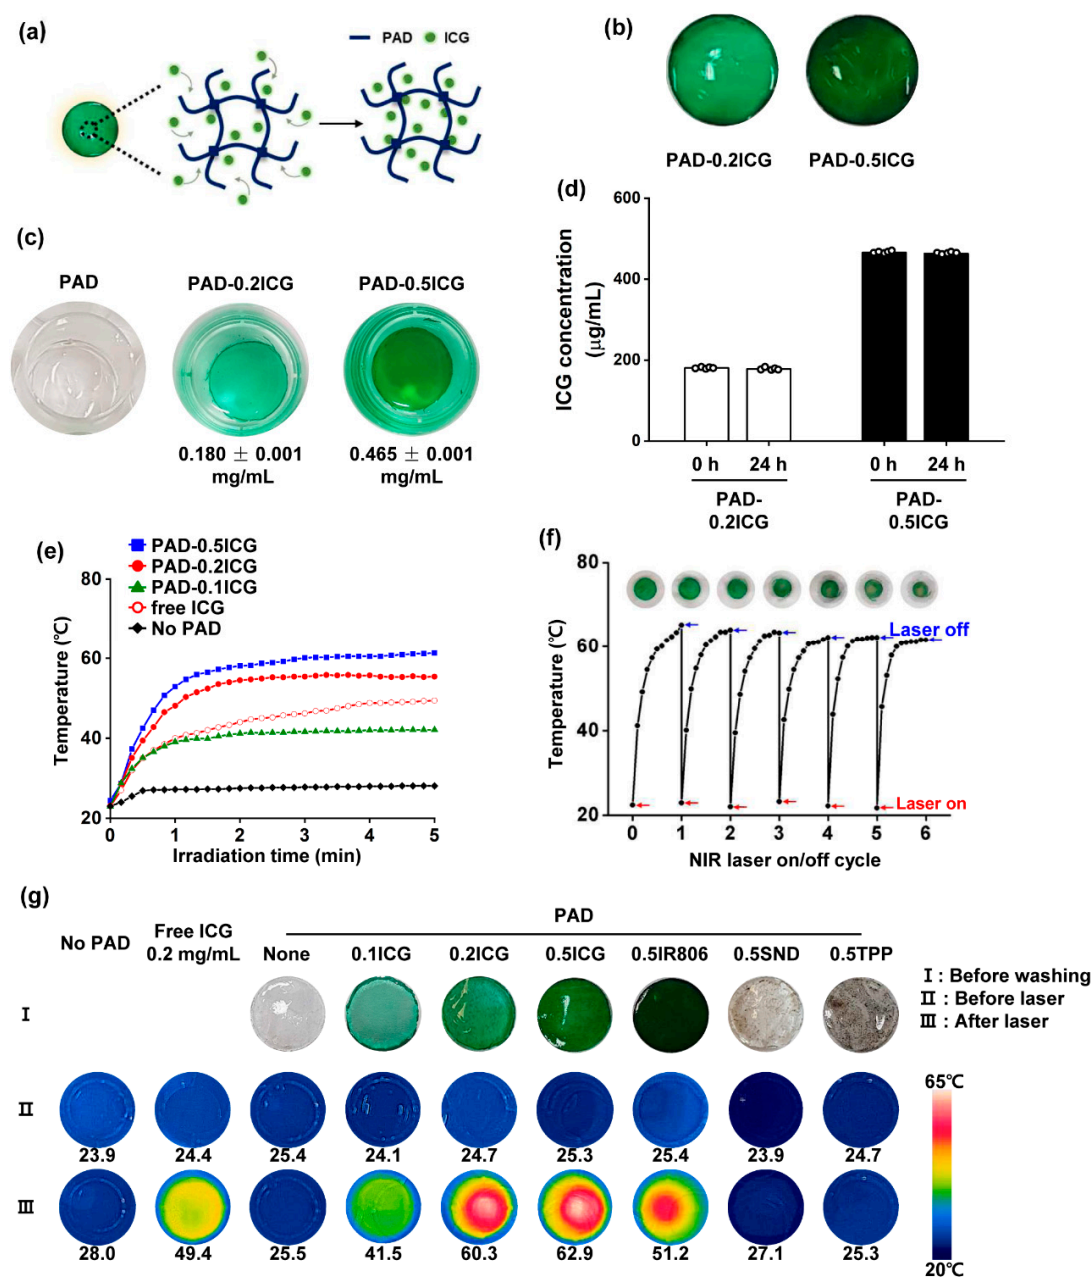 (a)
PAD ICG
(b)
PAD-0.2ICG PAD-0.5ICG
(c)
PAD PAD-0.2ICG PAD-0.5ICG
0.180 ± 0.001 0.465 ± 0.001
mg/mL mg/mL
(d)
ICG concentration
(μg/mL)
600
400
200
0
0 h 24 h 0 h 24 h
PAD- PAD-
0.2ICG 0.5ICG
(e)
PAD-0.5ICG
PAD-0.2ICG
PAD-0.1ICG
free ICG
No PAD
Temperature (℃)
80
60
40
20
0 1 2 3 4 5
Irradiation time (min)
(f)
Temperature (℃)
80
60
40
20
Laser off
Laser on
0 1 2 3 4 5 6
NIR laser on/off cycle
(g)
PAD
No PAD Free ICG
0.2 mg/mL None 0.1ICG 0.2ICG 0.5ICG 0.5IR806 0.5SND 0.5TPP
Ⅰ
Ⅰ : Before washing
Ⅱ : Before laser
Ⅲ : After laser
Ⅱ
23.9 24.4 25.4 24.1 24.7 25.3 25.4 23.9 24.7
Ⅲ
28.0 49.4 25.5 41.5 60.3 62.9 51.2 27.1 25.3
65℃
20℃